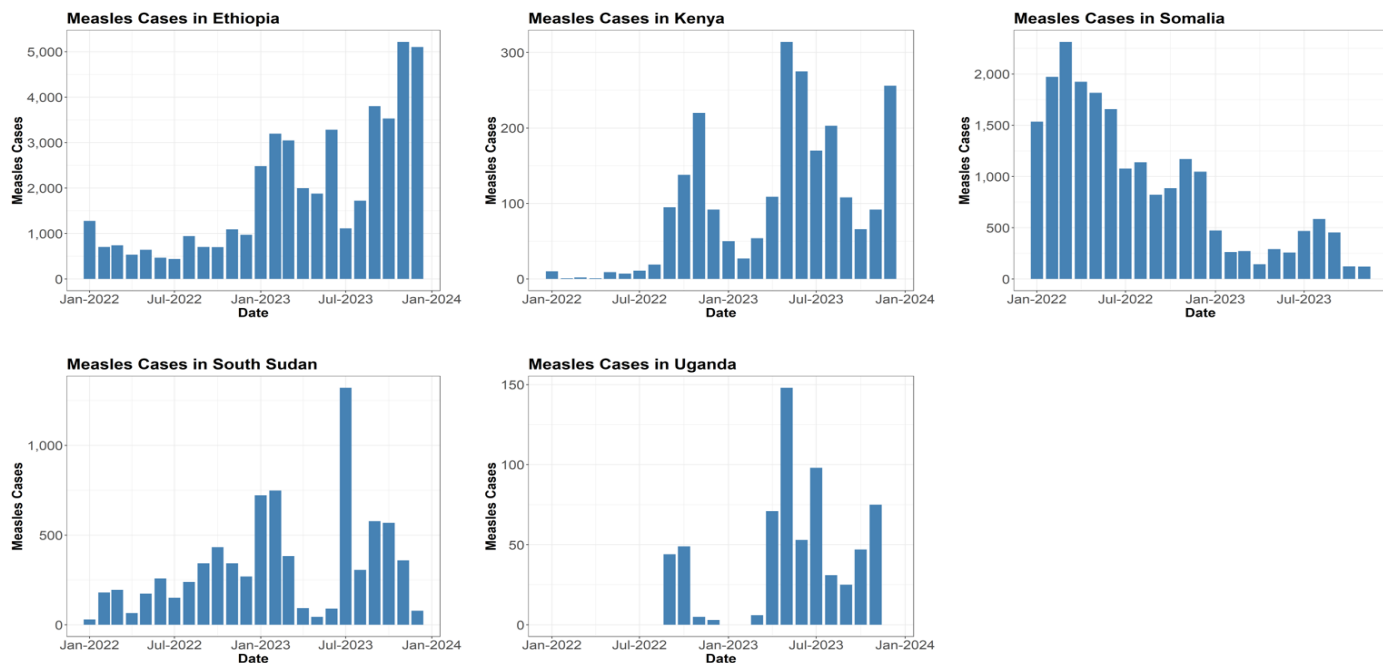 Measles Cases in Ethiopia
Measles Cases
5,000
4,000
3,000
2,000
1,000
0
Jan-2022 Jul-2022 Jan-2023 Jul-2023 Jan-2024
Date
Measles Cases in Kenya
Measles Cases
300
200
100
0
Jan-2022 Jul-2022 Jan-2023 Jul-2023 Jan-2024
Date
Measles Cases in Somalia
Measles Cases
2,000
1,500
1,000
500
0
Jan-2022 Jul-2022 Jan-2023 Jul-2023
Date
Measles Cases in South Sudan
Measles Cases
1,000
500
0
Jan-2022 Jul-2022 Jan-2023 Jul-2023 Jan-2024
Date
Measles Cases in Uganda
Measles Cases
150
100
50
0
Jan-2022 Jul-2022 Jan-2023 Jul-2023 Jan-2024
Date